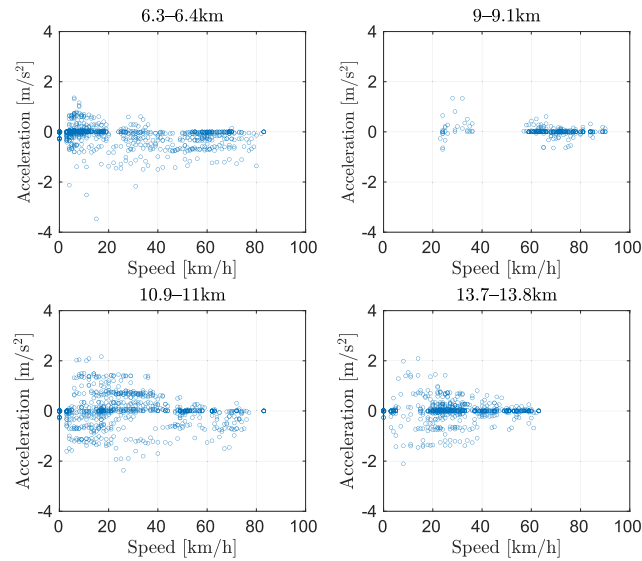 6.3–6.4km
9–9.1km
4
2
0
-2
-4
Acceleration [m/s²]
0 20 40 60 80 100
Speed [km/h]
4
2
0
-2
-4
Acceleration [m/s²]
0 20 40 60 80 100
Speed [km/h]
10.9–11km
13.7–13.8km
4
2
0
-2
-4
Acceleration [m/s²]
0 20 40 60 80 100
Speed [km/h]
4
2
0
-2
-4
Acceleration [m/s²]
0 20 40 60 80 100
Speed [km/h]